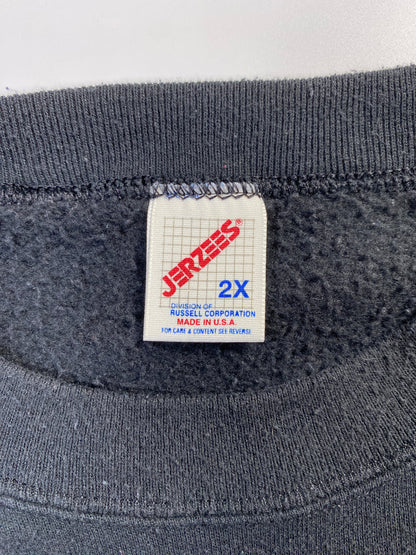 JERZEES®
2X
DIVISION OF
RUSSELL CORPORATION
MADE IN U.S.A.
FOR CARE & CONTENT SEE REVERSE